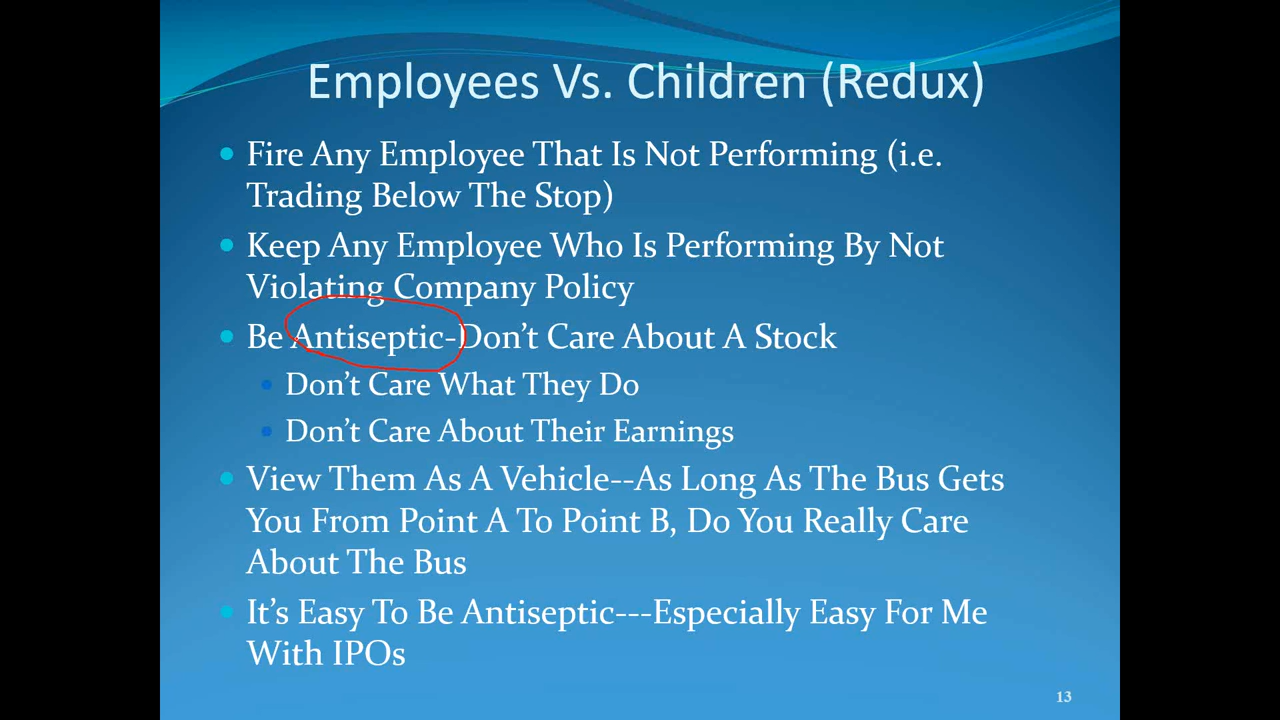 Employees Vs. Children (Redux)
Fire Any Employee That Is Not Performing (i.e.
Trading Below The Stop)
Keep Any Employee Who Is Performing By Not
Violating Company Policy
Be Antiseptic-Don't Care About A Stock
Don't Care What They Do
Don't Care About Their Earnings
View Them As A Vehicle--As Long As The Bus Gets
You From Point A To Point B, Do You Really Care
About The Bus
It's Easy To Be Antiseptic---Especially Easy For Me
With IPOs
13